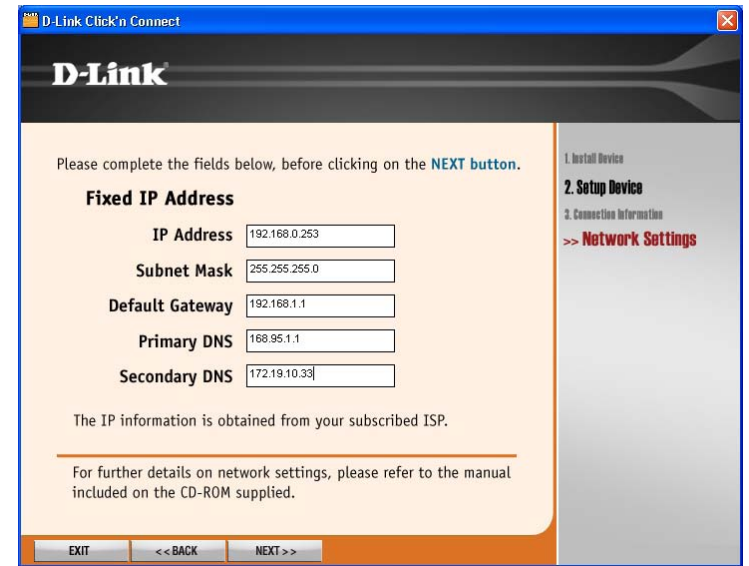 D-Link Click'n Connect
D-Link
Please complete the fields below, before clicking on the NEXT button.
Fixed IP Address
IP Address 192.168.0.253
Subnet Mask 255.255.255.0
Default Gateway 192.168.1.1
Primary DNS 168.95.1.1
Secondary DNS 172.19.10.33
The IP information is obtained from your subscribed ISP.
For further details on network settings, please refer to the manual
included on the CD-ROM supplied.
1. Install Device
2. Setup Device
3. Connection Information
>> Network Settings
EXIT <<BACK NEXT>>